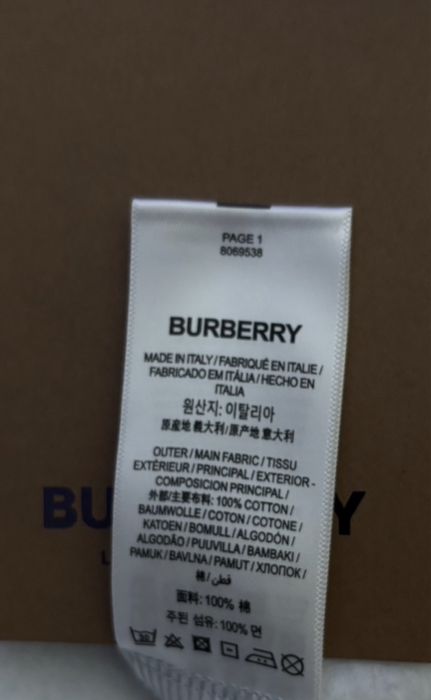 PAGE 1
8069538
BURBERRY
MADE IN ITALY / FABRIQUÉ EN ITALIE /
FABRICADO EM ITÁLIA / HECHO EN
ITALIA
원산지: 이탈리아
原産地 義大利 / 原产地 意大利
OUTER / MAIN FABRIC / TISSU
EXTÉRIEUR / PRINCIPAL / EXTERIOR -
COMPOSICION PRINCIPAL /
外部/主要布料: 100% COTTON /
BAUMWOLLE / COTON / COTONE /
KATOEN / BOMULL / ALGODÓN /
ALGODÃO / PUUVILLA / BAMBAKI /
PAMUK / BAVLNA / PAMUT / ХЛОПОК /
棉 / قطن /
面料: 100% 棉
주된 섬유: 100% 면
BU Y
L